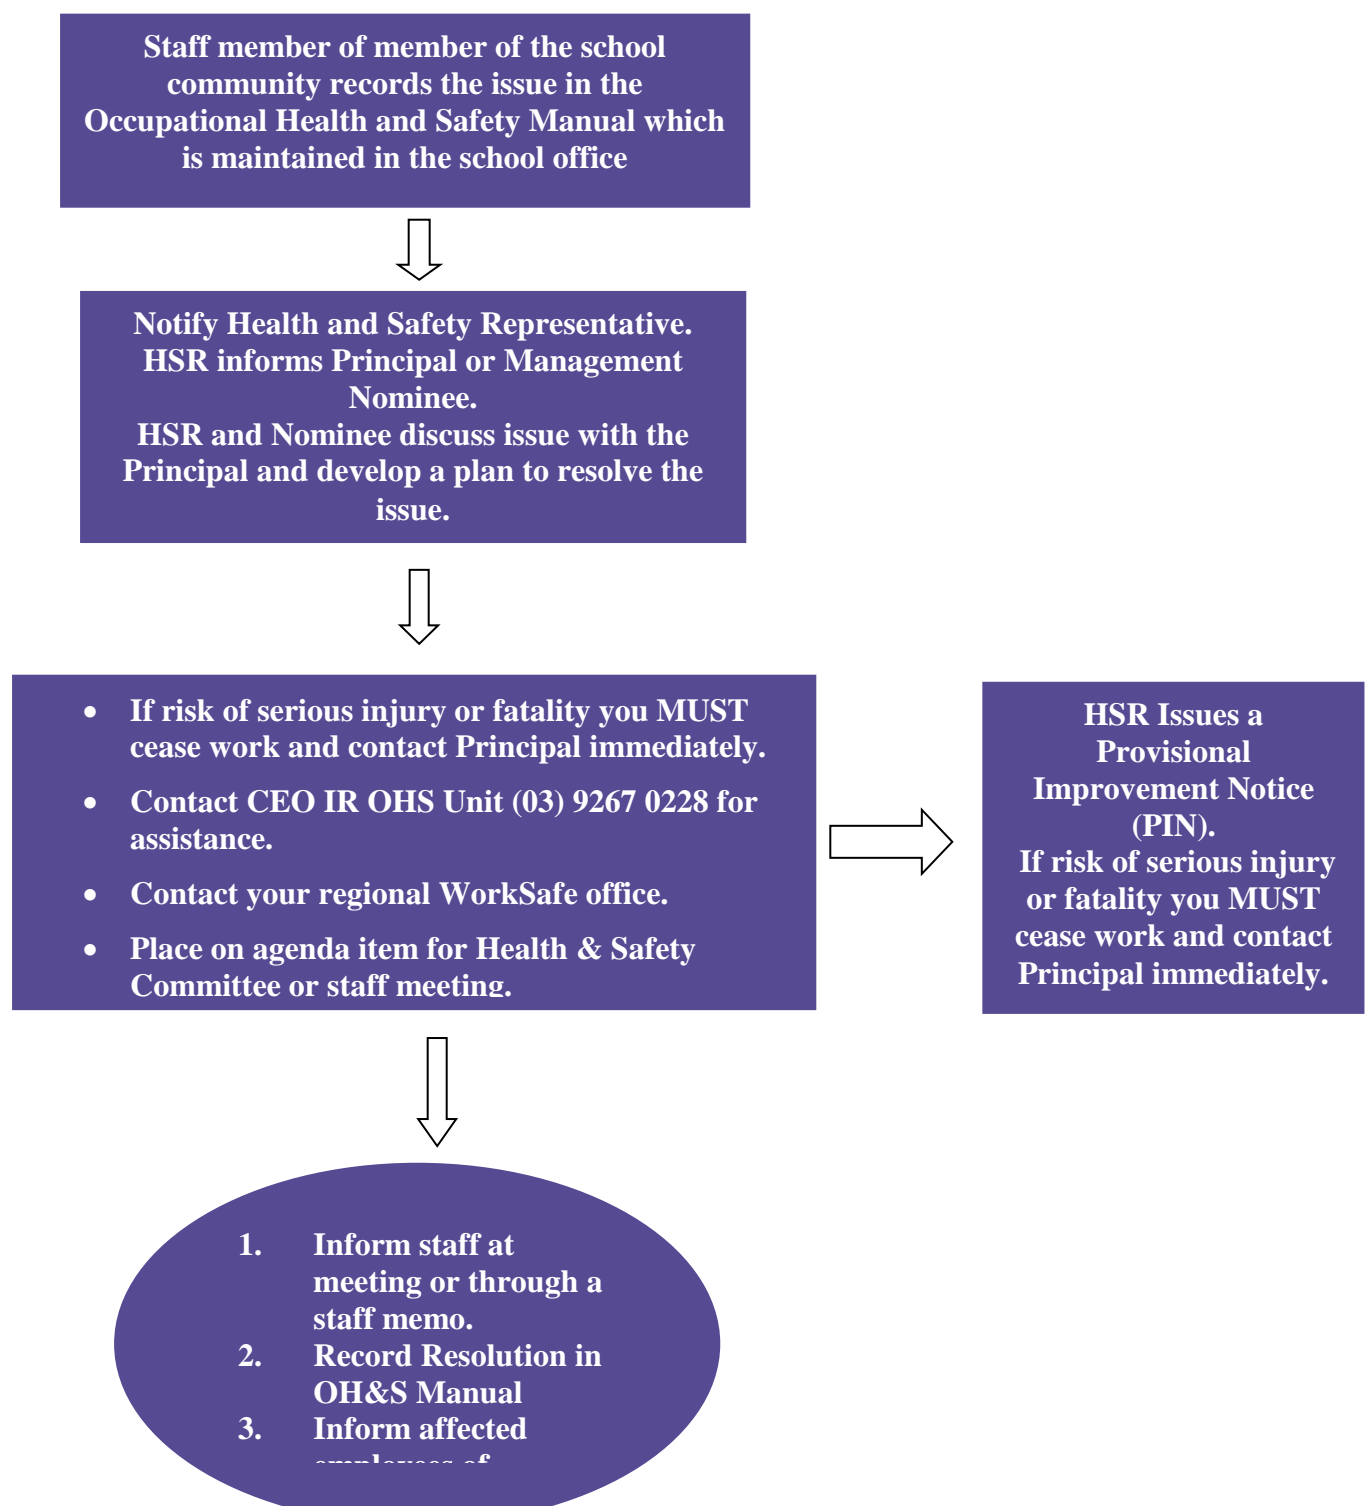 Staff member of member of the school
community records the issue in the
Occupational Health and Safety Manual which
is maintained in the school office
Notify Health and Safety Representative.
HSR informs Principal or Management
Nominee.
HSR and Nominee discuss issue with the
Principal and develop a plan to resolve the
issue.
• If risk of serious injury or fatality you MUST
cease work and contact Principal immediately.
• Contact CEO IR OHS Unit (03) 9267 0228 for
assistance.
• Contact your regional WorkSafe office.
• Place on agenda item for Health & Safety
Committee or staff meeting.
HSR Issues a
Provisional
Improvement Notice
(PIN).
If risk of serious injury
or fatality you MUST
cease work and contact
Principal immediately.
1. Inform staff at
meeting or through a
staff memo.
2. Record Resolution in
OH&S Manual
3. Inform affected